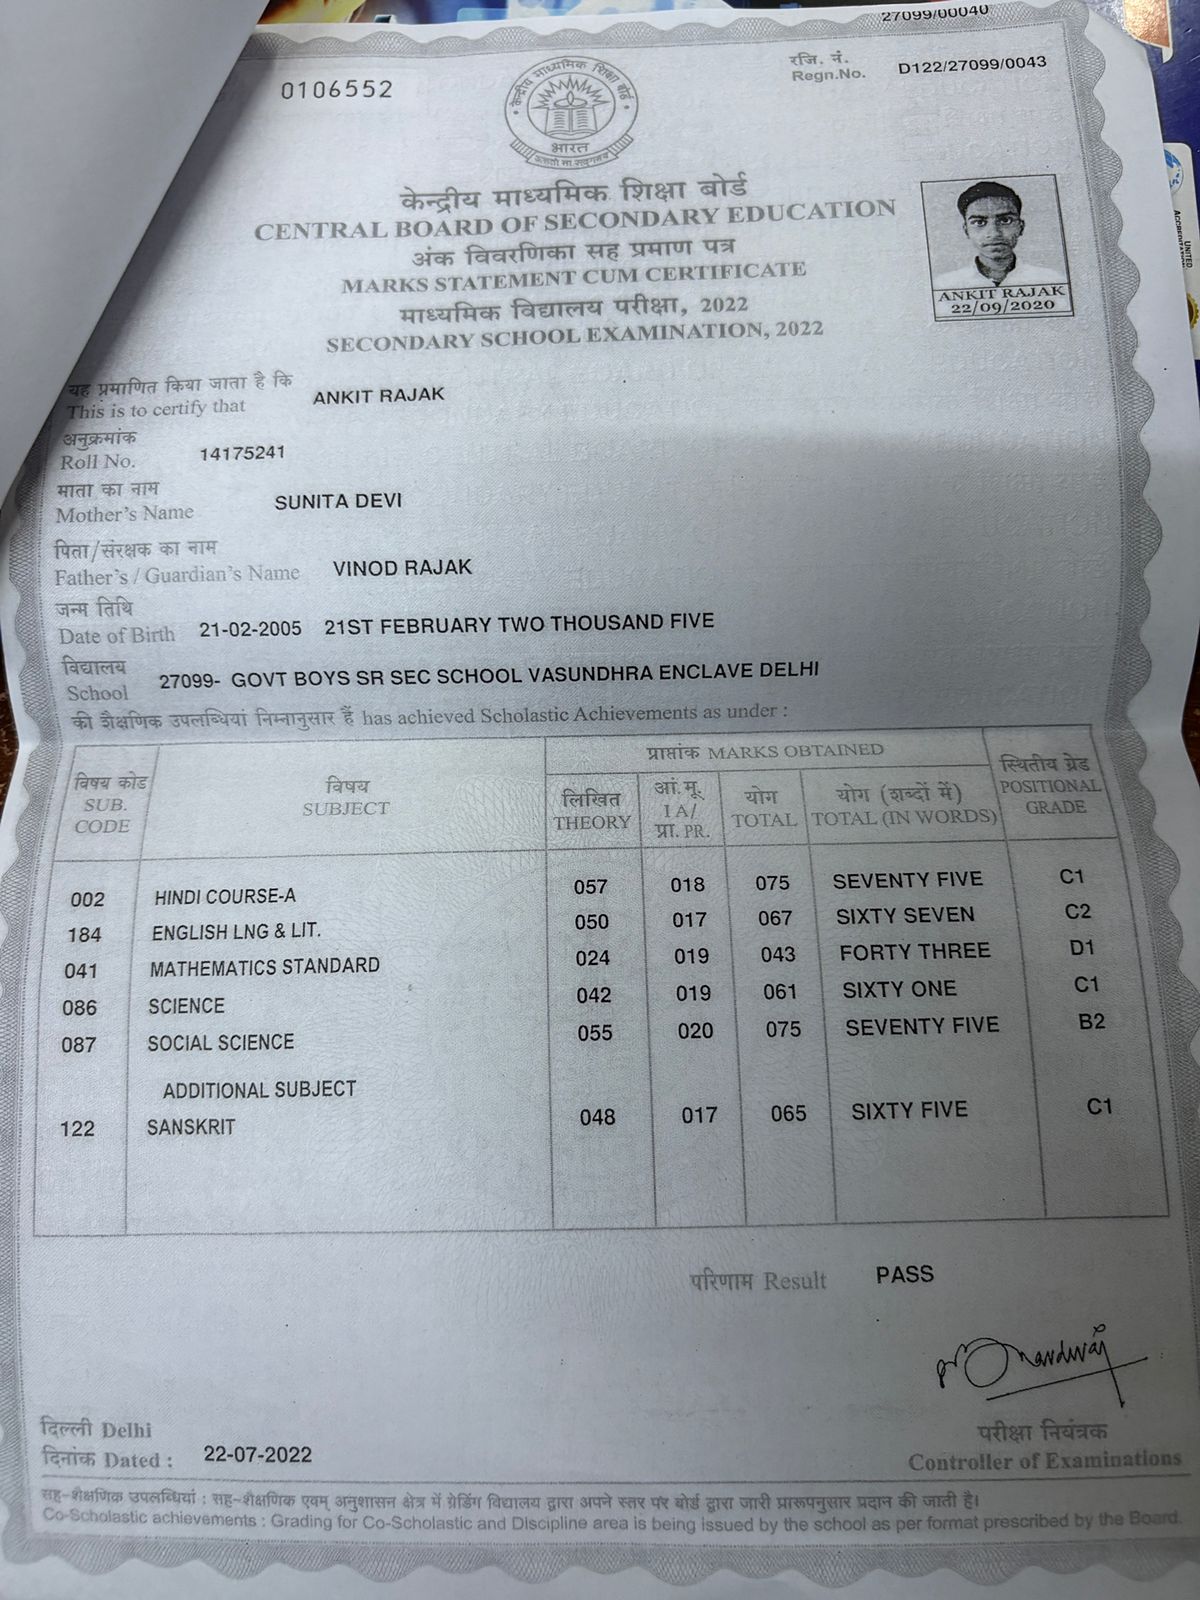 27099/00040
0106552
रजि. नं.
Regn.No. D122/27099/0043
केन्द्रीय माध्यमिक शिक्षा बोर्ड
भारत
केन्द्रीय माध्यमिक शिक्षा बोर्ड
CENTRAL BOARD OF SECONDARY EDUCATION
अंक विवरणिका सह प्रमाण पत्र
MARKS STATEMENT CUM CERTIFICATE
माध्यमिक विद्यालय परीक्षा, 2022
SECONDARY SCHOOL EXAMINATION, 2022
ANKIT RAJAK
22/09/2020
UNITED
ACCREDITATION
यह प्रमाणित किया जाता है कि
This is to certify that ANKIT RAJAK
अनुक्रमांक
Roll No. 14175241
माता का नाम
Mother's Name SUNITA DEVI
पिता/संरक्षक का नाम
Father's / Guardian's Name VINOD RAJAK
जन्म तिथि
Date of Birth 21-02-2005 21ST FEBRUARY TWO THOUSAND FIVE
विद्यालय
School 27099- GOVT BOYS SR SEC SCHOOL VASUNDHRA ENCLAVE DELHI
की शैक्षणिक उपलब्धियां निम्नानुसार हैं has achieved Scholastic Achievements as under :
विषय कोड
SUB.
CODE
विषय
SUBJECT
प्राप्तांक MARKS OBTAINED
लिखित
THEORY
आं.मू.
I A/
प्रा. PR.
योग
TOTAL
योग (शब्दों में)
TOTAL (IN WORDS)
स्थितीय ग्रेड
POSITIONAL
GRADE
002 HINDI COURSE-A 057 018 075 SEVENTY FIVE C1
184 ENGLISH LNG & LIT. 050 017 067 SIXTY SEVEN C2
041 MATHEMATICS STANDARD 024 019 043 FORTY THREE D1
086 SCIENCE 042 019 061 SIXTY ONE C1
087 SOCIAL SCIENCE 055 020 075 SEVENTY FIVE B2
ADDITIONAL SUBJECT
122 SANSKRIT 048 017 065 SIXTY FIVE C1
परिणाम Result PASS
दिल्ली Delhi
दिनांक Dated : 22-07-2022
परीक्षा नियंत्रक
Controller of Examinations
सह-शैक्षणिक उपलब्धियां : सह-शैक्षणिक एवम् अनुशासन क्षेत्र में ग्रेडिंग विद्यालय द्वारा अपने स्तर पर बोर्ड द्वारा जारी प्रारूपनुसार प्रदान की जाती है।
Co-Scholastic achievements : Grading for Co-Scholastic and Discipline area is being issued by the school as per format prescribed by the Board.